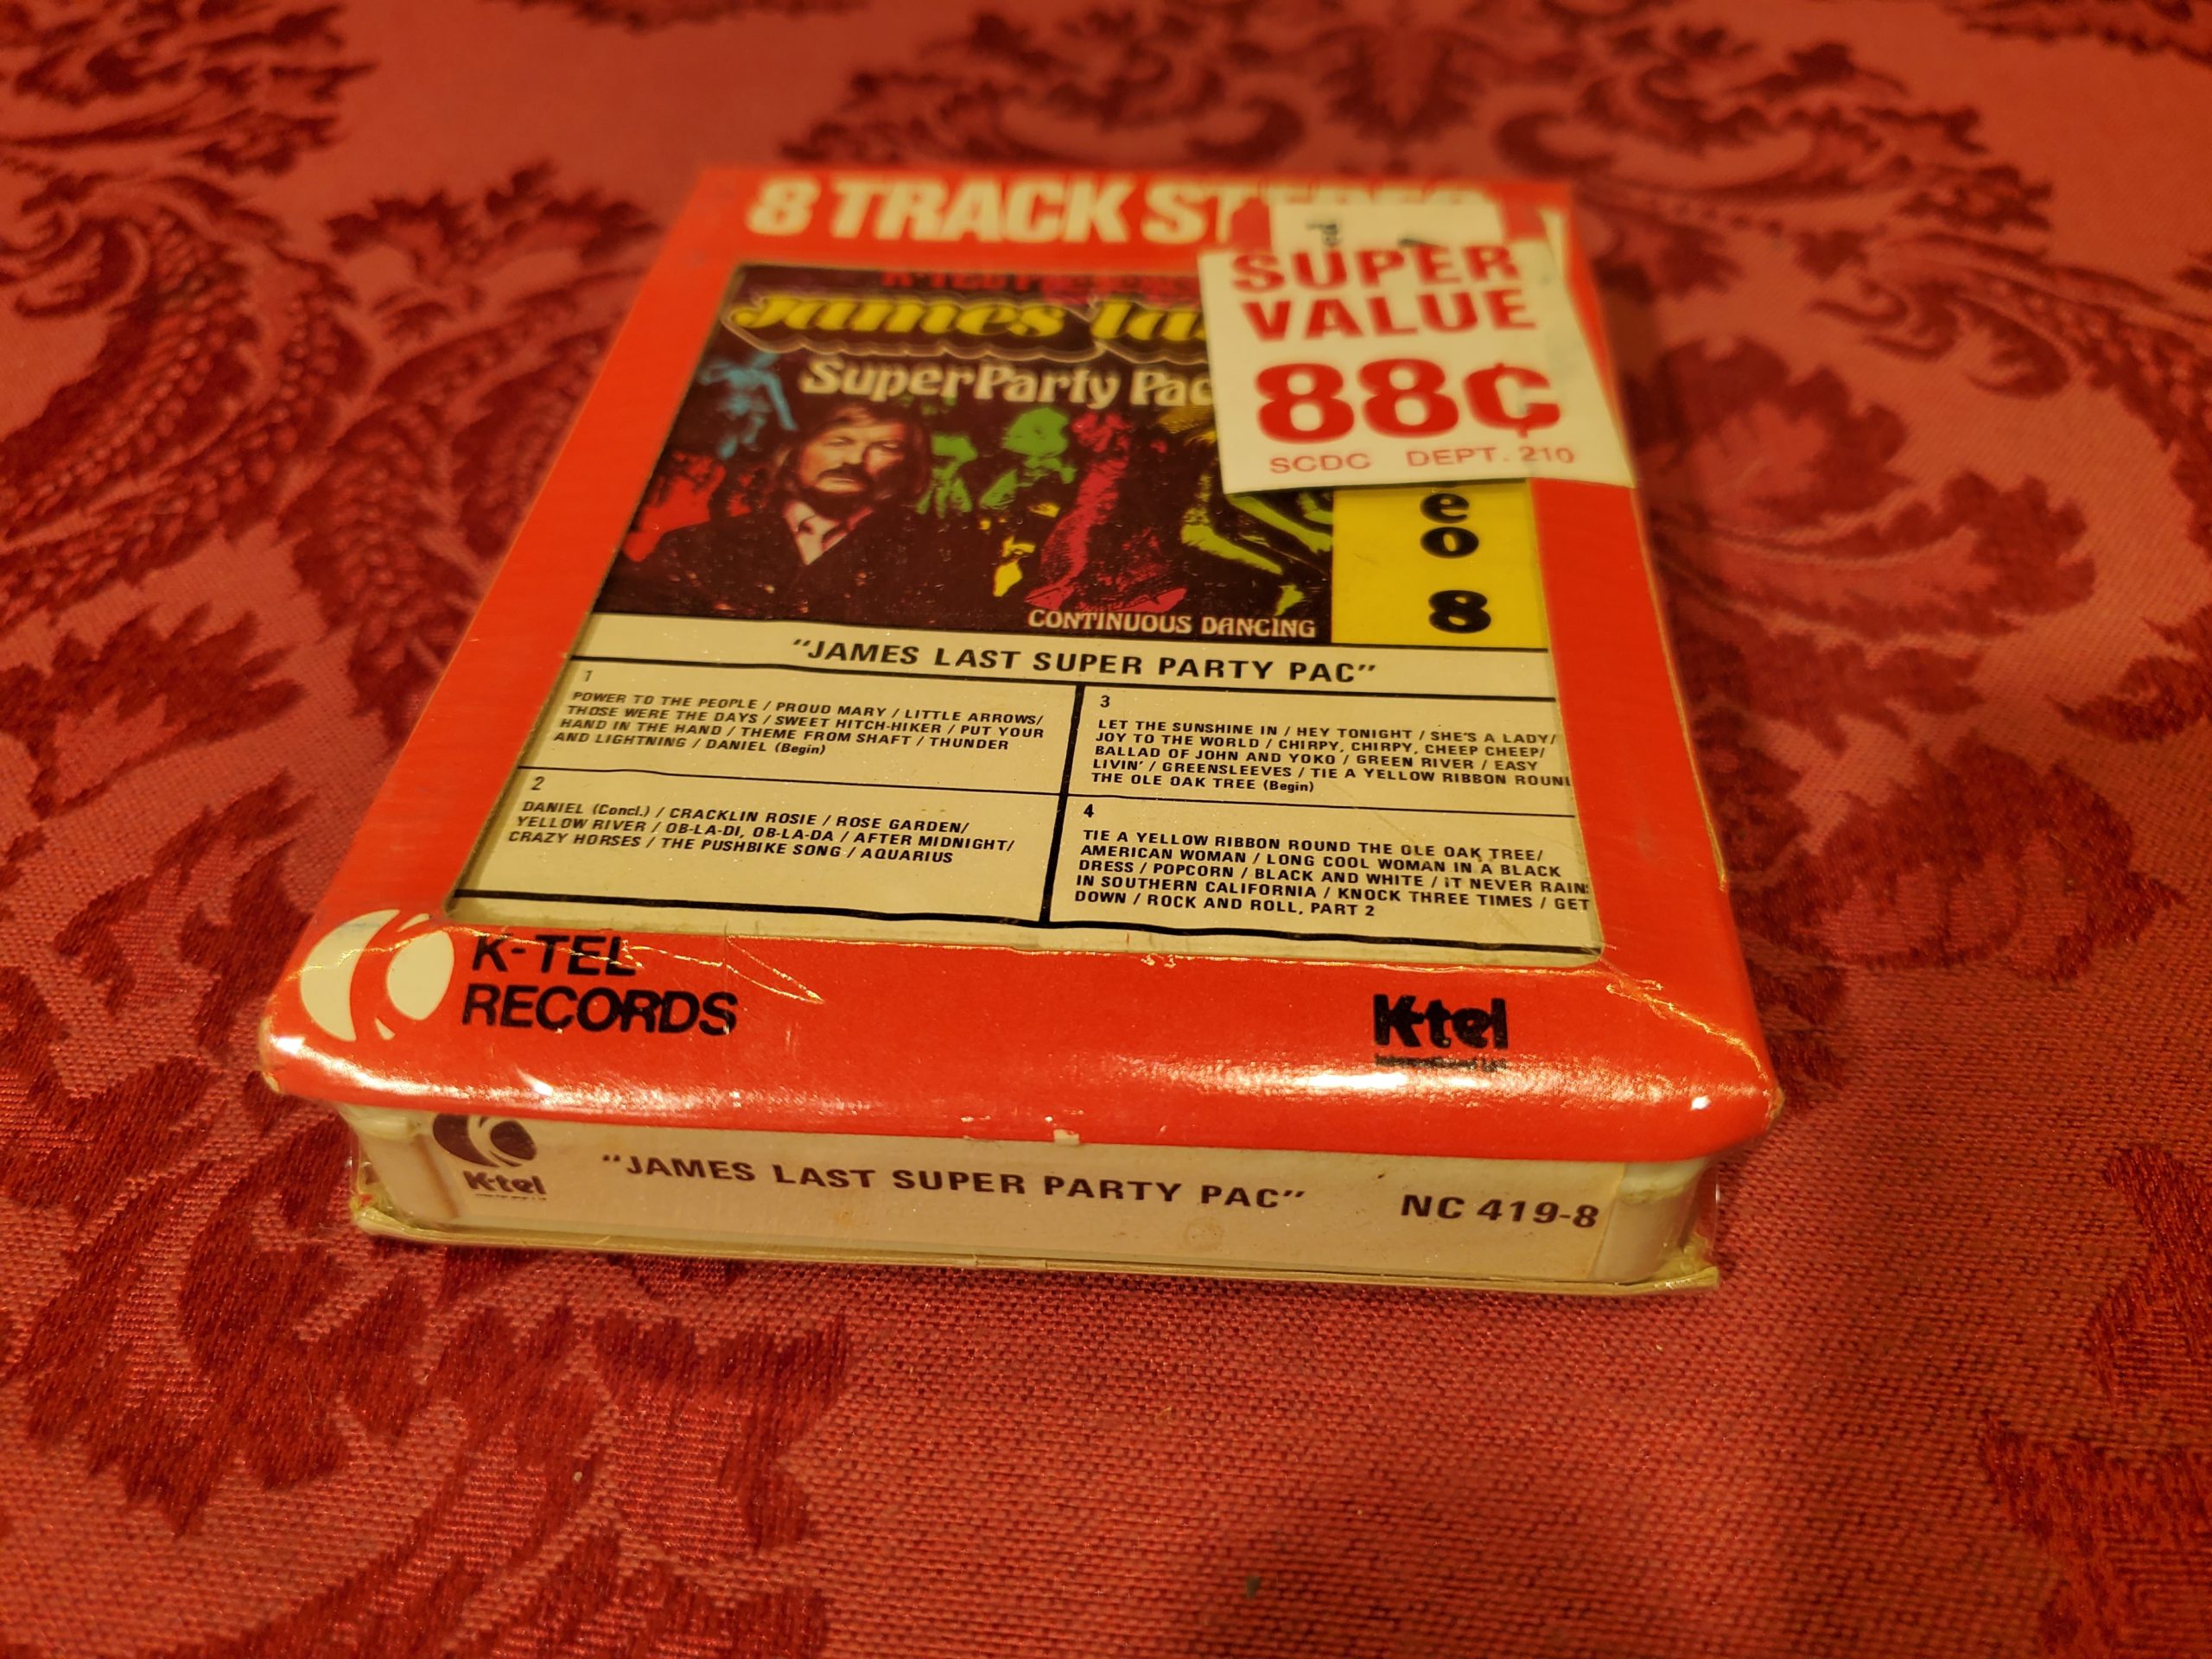 8 TRACK STEREO
SUPER
VALUE
88¢
SCDC DEPT. 210
James La
Super Party Pac
eo
8
CONTINUOUS DANCING
"JAMES LAST SUPER PARTY PAC"
1
POWER TO THE PEOPLE / PROUD MARY / LITTLE ARROWS/
THOSE WERE THE DAYS / SWEET HITCH-HIKER / PUT YOUR
HAND IN THE HAND / THEME FROM SHAFT / THUNDER
AND LIGHTNING / DANIEL (Begin)
2
DANIEL (Concl.) / CRACKLIN ROSIE / ROSE GARDEN/
YELLOW RIVER / OB-LA-DI, OB-LA-DA / AFTER MIDNIGHT/
CRAZY HORSES / THE PUSHBIKE SONG / AQUARIUS
3
LET THE SUNSHINE IN / HEY TONIGHT / SHE'S A LADY/
JOY TO THE WORLD / CHIRPY, CHIRPY, CHEEP CHEEP/
BALLAD OF JOHN AND YOKO / GREEN RIVER / EASY
LIVIN' / GREENSLEEVES / TIE A YELLOW RIBBON ROUN
THE OLE OAK TREE (Begin)
4
TIE A YELLOW RIBBON ROUND THE OLE OAK TREE/
AMERICAN WOMAN / LONG COOL WOMAN IN A BLACK
DRESS / POPCORN / BLACK AND WHITE / IT NEVER RAINS
IN SOUTHERN CALIFORNIA / KNOCK THREE TIMES / GET
DOWN / ROCK AND ROLL, PART 2
K-TEL
RECORDS
K-tel
K-tel
"JAMES LAST SUPER PARTY PAC"
NC 419-8